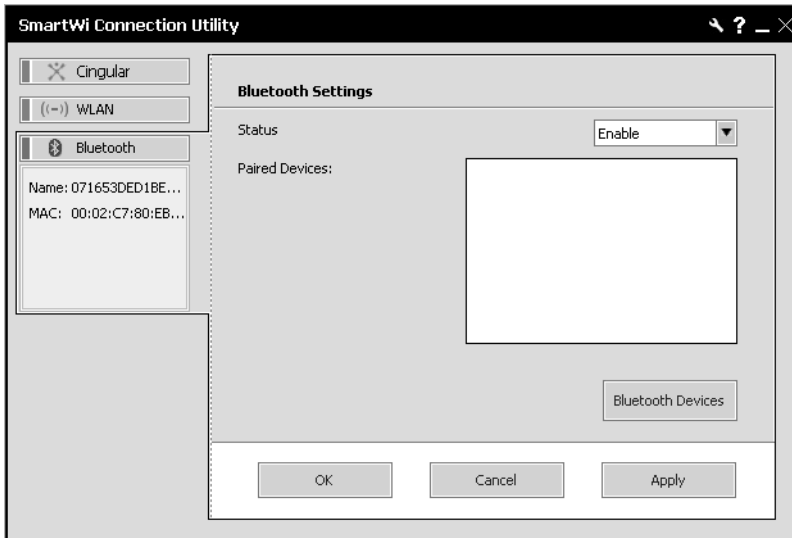 SmartWi Connection Utility
?
Cingular
((-)) WLAN
Bluetooth
Name: 071653DED1BE...
MAC: 00:02:C7:80:EB...
Bluetooth Settings
Status
Enable
Paired Devices:
Bluetooth Devices
OK
Cancel
Apply